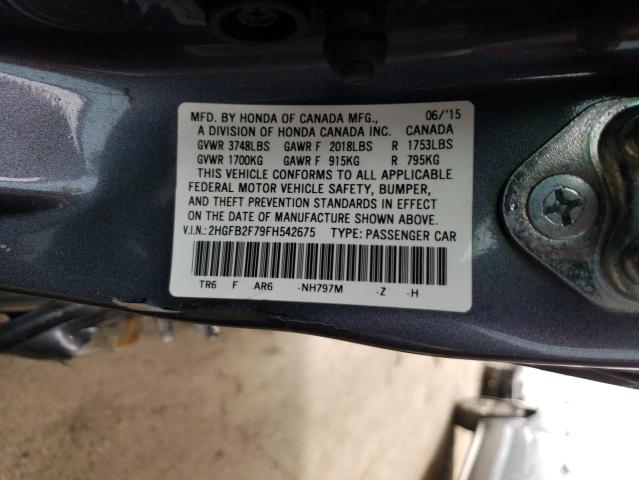 MFD. BY HONDA OF CANADA MFG., 06/'15
A DIVISION OF HONDA CANADA INC. CANADA
GVWR 3748LBS GAWR F 2018LBS R 1753LBS
GVWR 1700KG GAWR F 915KG R 795KG
THIS VEHICLE CONFORMS TO ALL APPLICABLE
FEDERAL MOTOR VEHICLE SAFETY, BUMPER,
AND THEFT PREVENTION STANDARDS IN EFFECT
ON THE DATE OF MANUFACTURE SHOWN ABOVE.
V.I.N.: 2HGFB2F79FH542675 TYPE: PASSENGER CAR
TR6 F AR6 -NH797M -Z -H